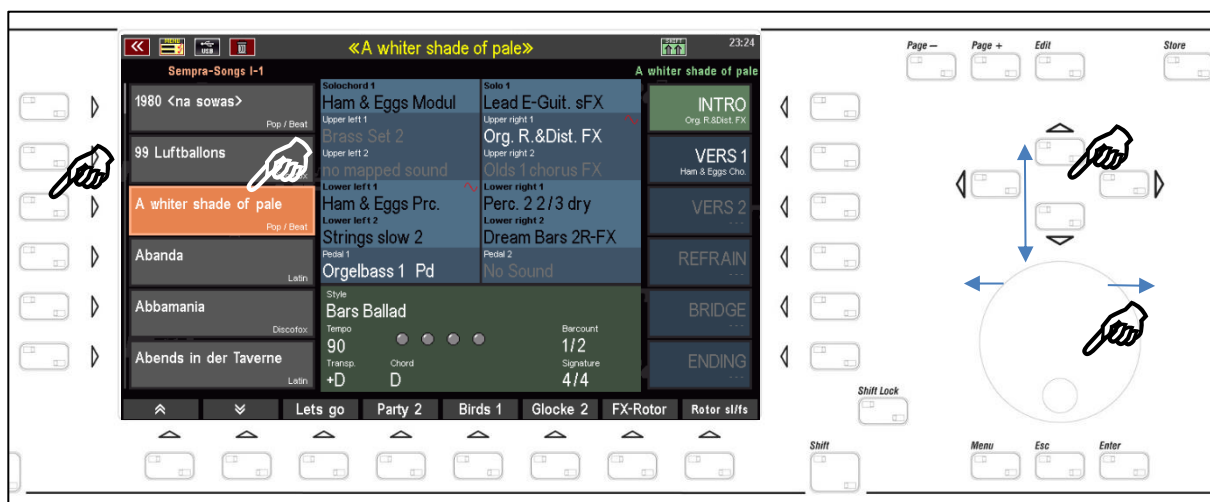 MENU
USB
«A whiter shade of pale»
SHIFT
23:24
Sempra-Songs I-1
A whiter shade of pale
1980 <na sowas>
Pop / Beat
99 Luftballons
A whiter shade of pale
Pop / Beat
Abanda
Latin
Abbamania
Discofox
Abends in der Taverne
Latin
Solochord 1
Ham & Eggs Modul
Solo 1
Lead E-Guit. sFX
Upper left 1
Brass Set 2
Upper right 1
Org. R.&Dist. FX
Upper left 2
no mapped sound
Upper right 2
Olds 1 chorus FX
Lower left 1
Ham & Eggs Prc.
Lower right 1
Perc. 2 2/3 dry
Lower left 2
Strings slow 2
Lower right 2
Dream Bars 2R-FX
Pedal 1
Orgelbass 1 Pd
Pedal 2
No Sound
Style
Bars Ballad
Tempo
90
Barcount
1/2
Transp.
+D
Chord
D
Signature
4/4
INTRO
Org. R.&Dist. FX
VERS 1
Ham & Eggs Cho.
VERS 2
---
REFRAIN
---
BRIDGE
---
ENDING
---
Lets go
Party 2
Birds 1
Glocke 2
FX-Rotor
Rotor sl/fs
Page –
Page +
Edit
Store
Shift Lock
Shift
Menu
Esc
Enter